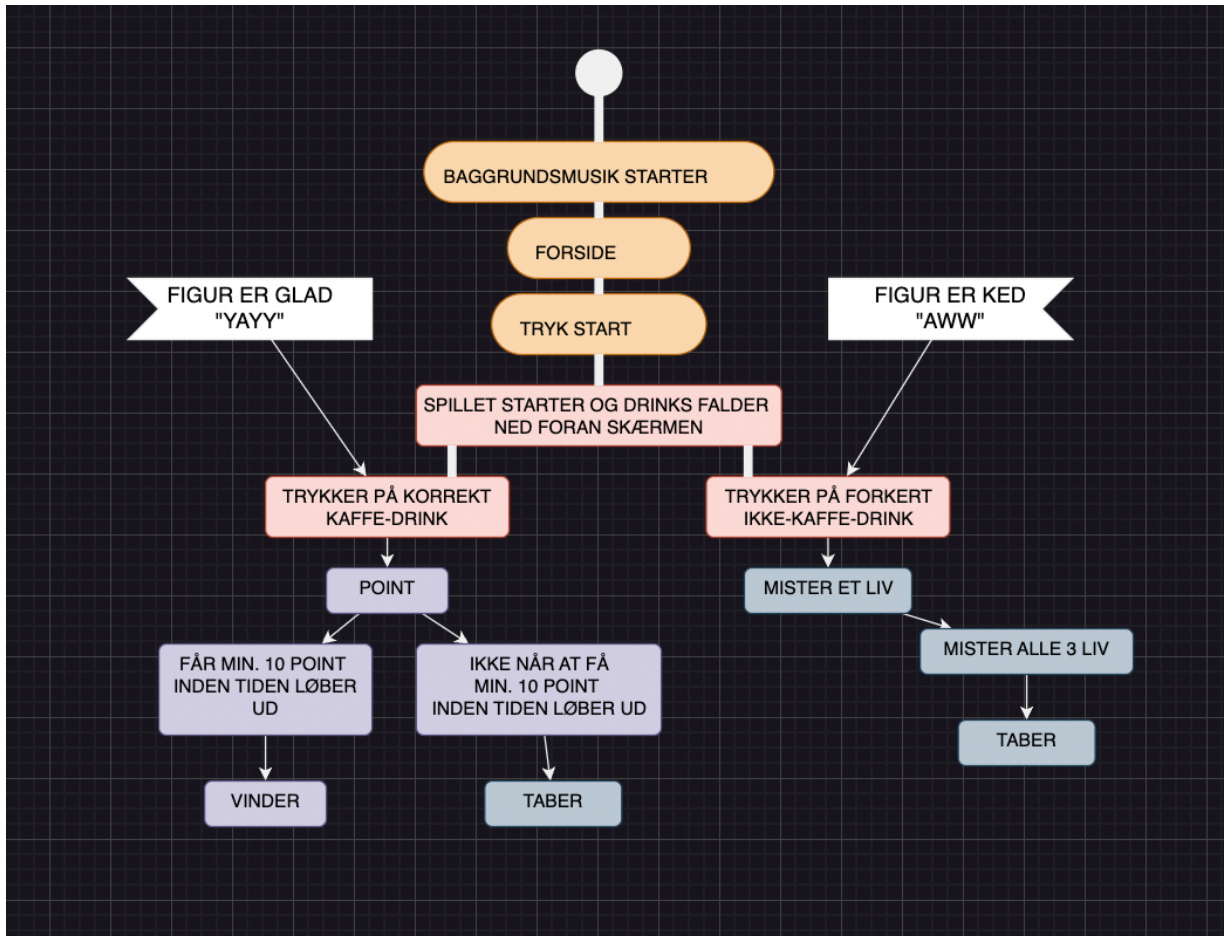 BAGGRUNDSMUSIK STARTER
FORSIDE
FIGUR ER GLAD
"YAYY"
FIGUR ER KED
"AWW"
TRYK START
SPILLET STARTER OG DRINKS FALDER
NED FORAN SKÆRMEN
TRYKKER PÅ KORREKT
KAFFE-DRINK
TRYKKER PÅ FORKERT
IKKE-KAFFE-DRINK
POINT
MISTER ET LIV
FÅR MIN. 10 POINT
INDEN TIDEN LØBER
UD
IKKE NÅR AT FÅ
MIN. 10 POINT
INDEN TIDEN LØBER UD
MISTER ALLE 3 LIV
VINDER
TABER
TABER